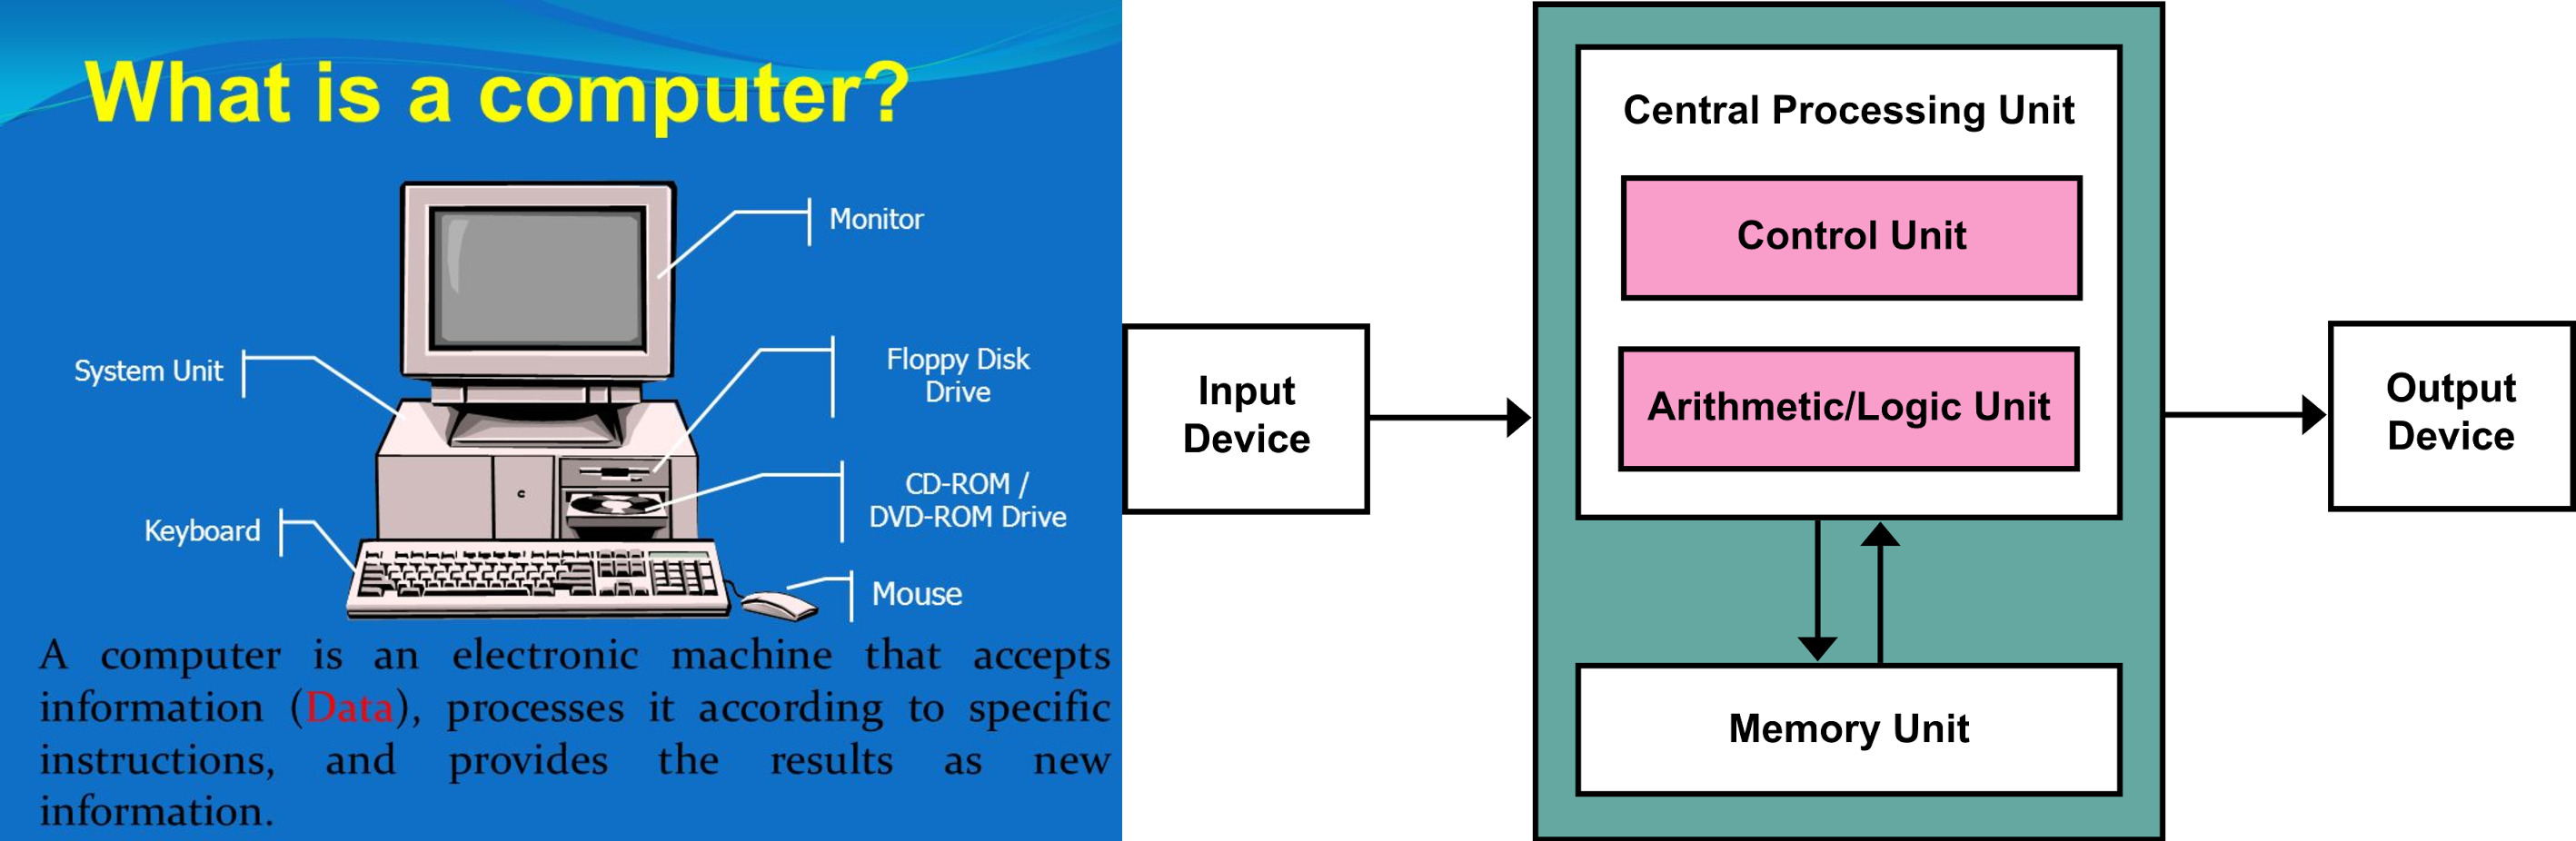 What is a computer?
Monitor
System Unit
Floppy Disk
Drive
CD-ROM /
DVD-ROM Drive
Keyboard
Mouse
A computer is an electronic machine that accepts
information (Data), processes it according to specific
instructions, and provides the results as new
information.
Input
Device
Central Processing Unit
Control Unit
Arithmetic/Logic Unit
Memory Unit
Output
Device